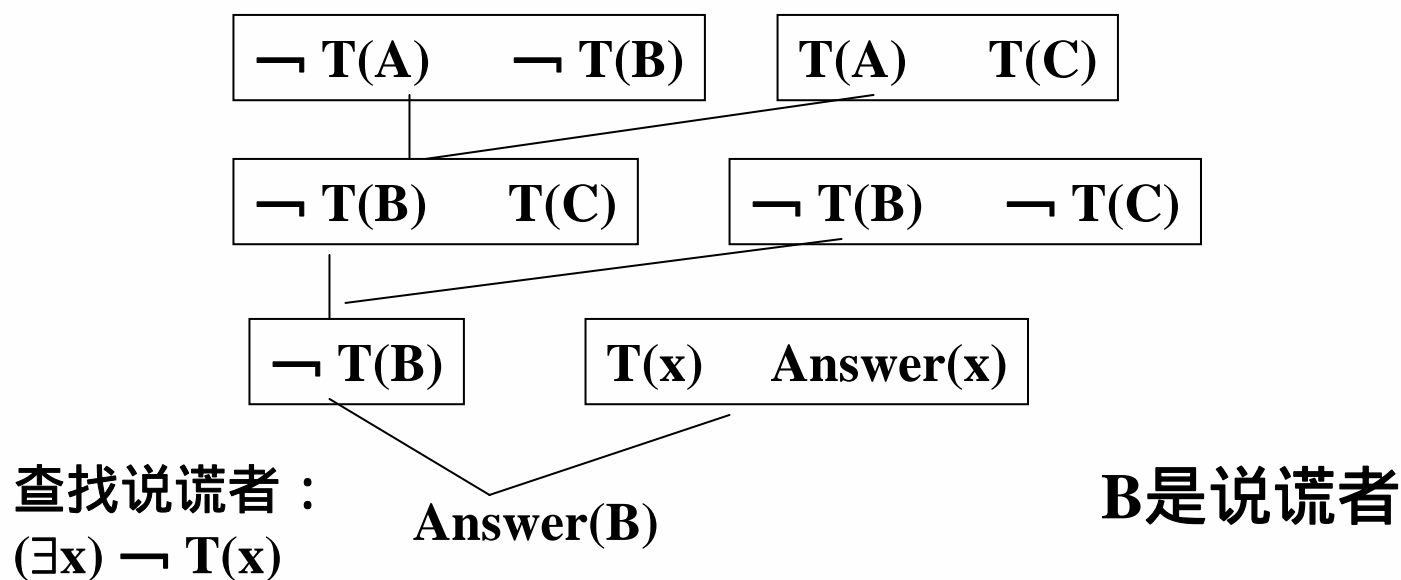 ¬ T(A) ¬ T(B) T(A) T(C)
¬ T(B) T(C) ¬ T(B) ¬ T(C)
¬ T(B) T(x) Answer(x)
查找说谎者：
(∃x) ¬ T(x)
Answer(B)
B是说谎者